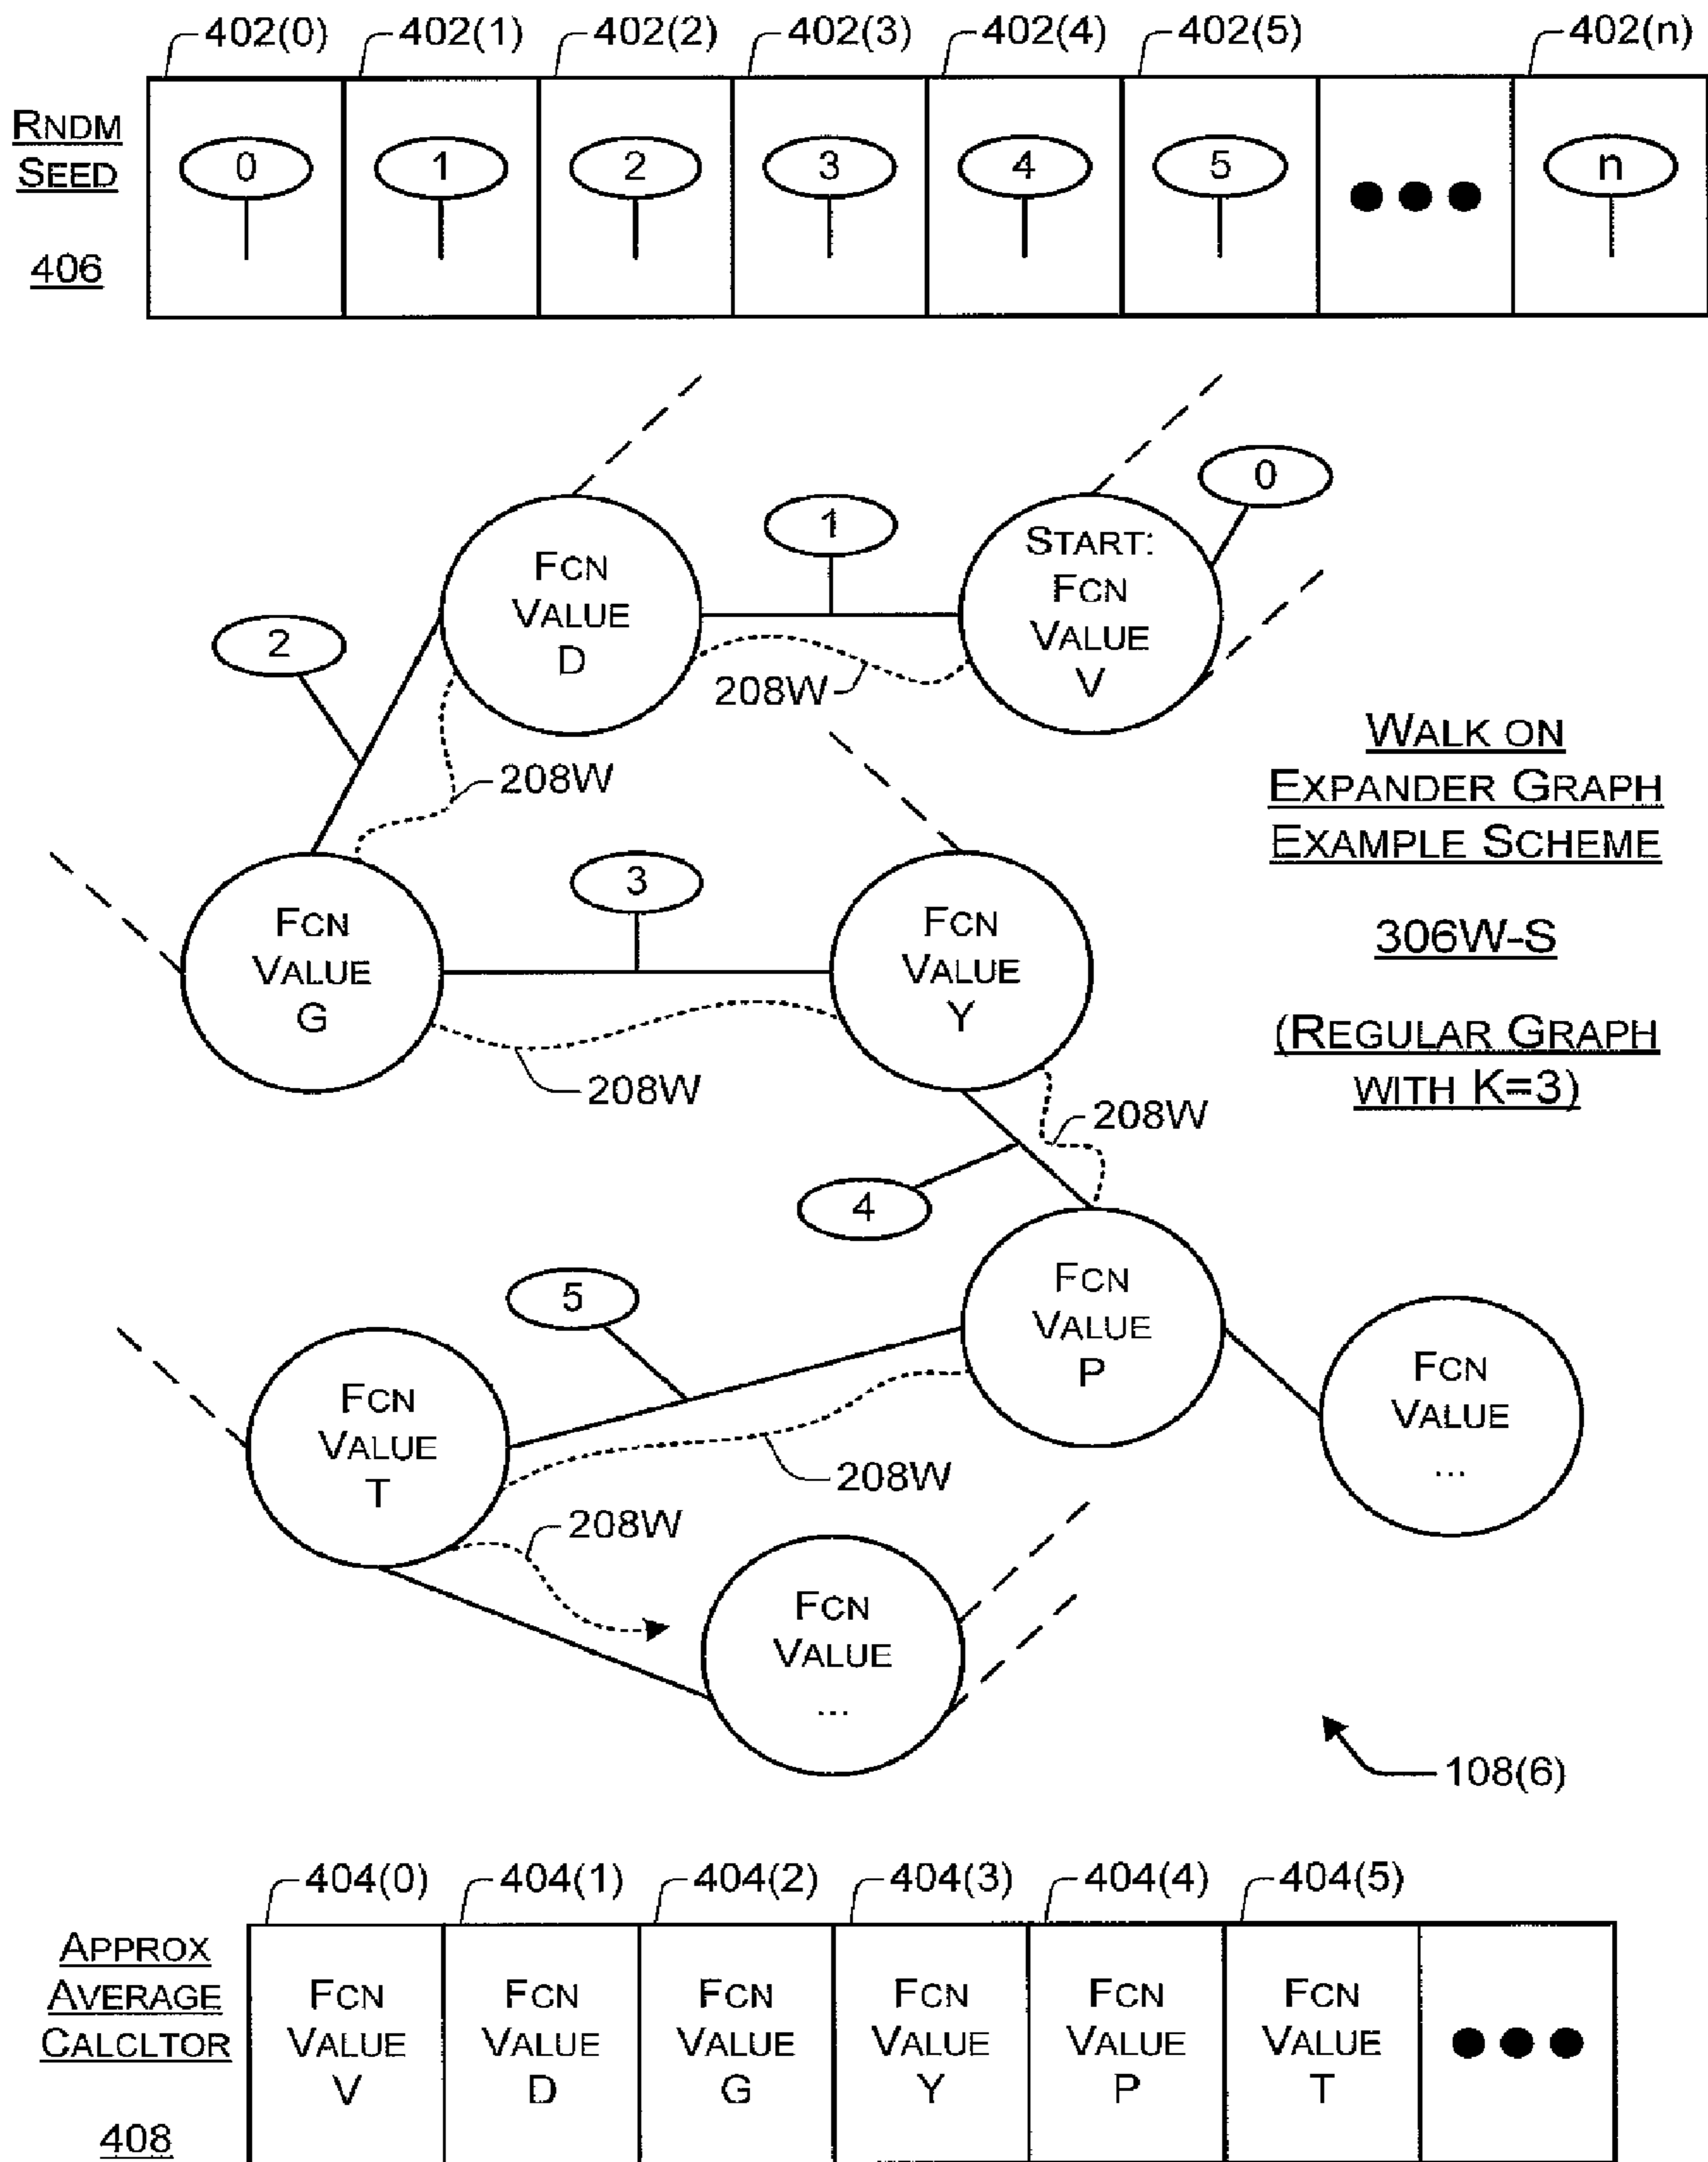 402(0) 402(1) 402(2) 402(3) 402(4) 402(5) 402(n)
RNDM
SEED
406
0 1 2 3 4 5 n
0
1
START:
FCN
VALUE
V
FCN
VALUE
D
2
208W
208W
WALK ON
EXPANDER GRAPH
EXAMPLE SCHEME
306W-S
(REGULAR GRAPH
WITH K=3)
3
FCN
VALUE
G
FCN
VALUE
Y
208W
208W
4
FCN
VALUE
P
5
FCN
VALUE
...
FCN
VALUE
T
208W
208W
FCN
VALUE
...
108(6)
404(0) 404(1) 404(2) 404(3) 404(4) 404(5)
APPROX
AVERAGE
CALCLTOR
408
FCN FCN FCN FCN FCN FCN
VALUE VALUE VALUE VALUE VALUE VALUE
V D G Y P T